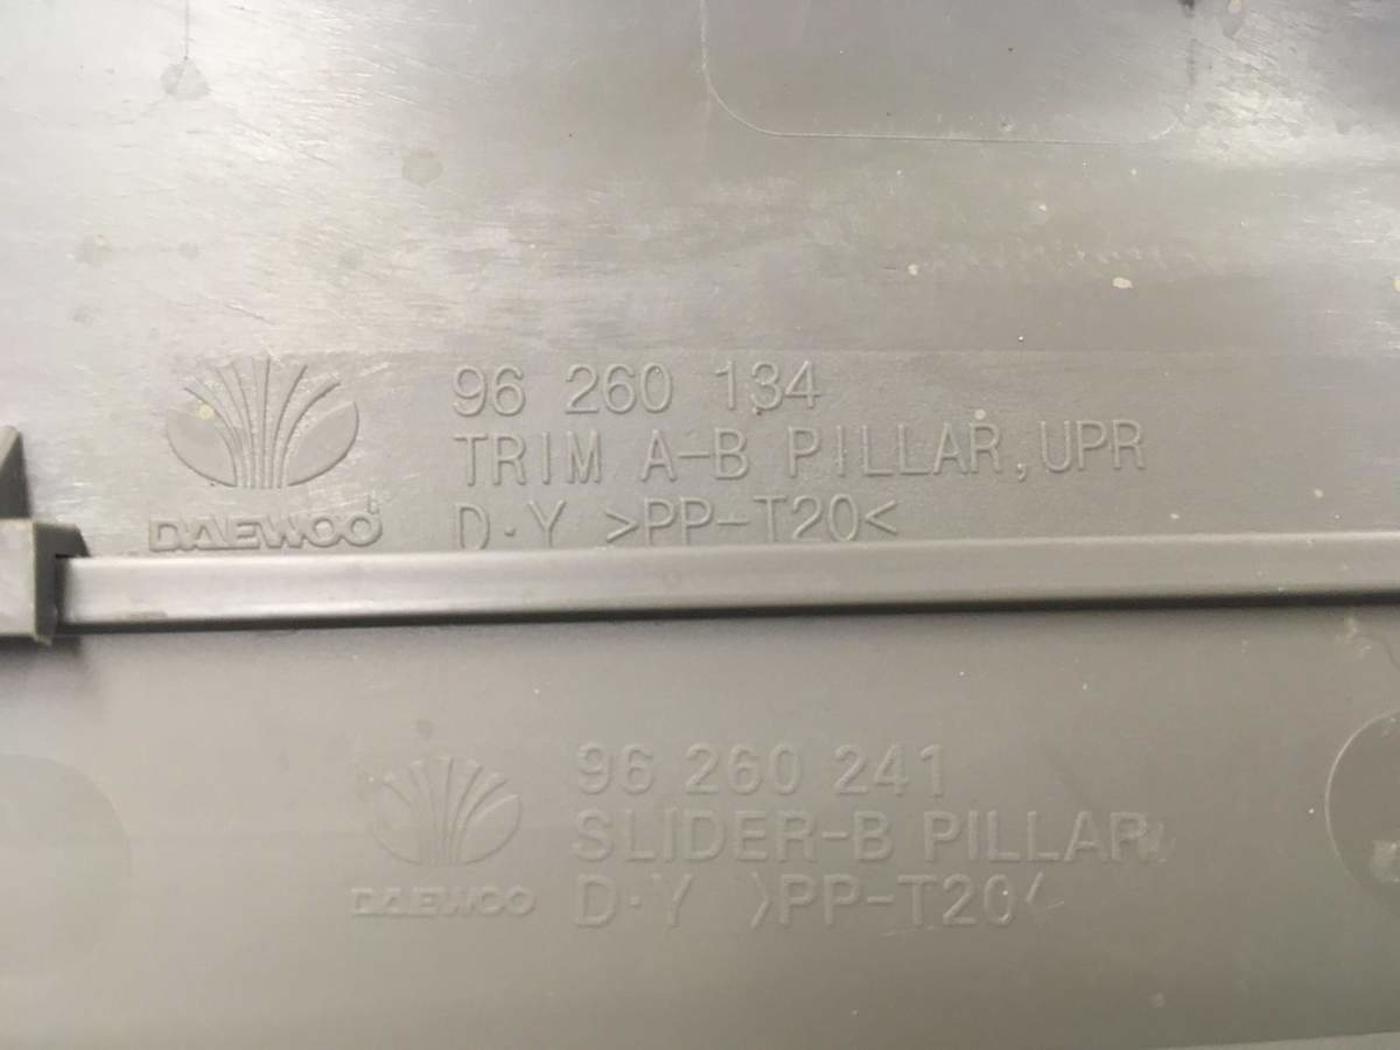 96 260 134
TRIM A-B PILLAR, UPR
DAEWOO
D·Y >PP-T20<
96 260 241
SLIDER-B PILLAR
DAEWOO
D·Y >PP-T20<